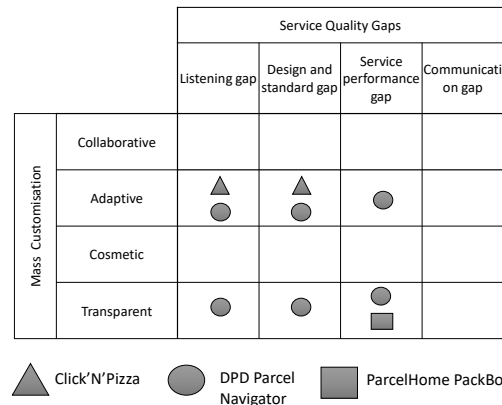 Service Quality Gaps
Listening gap
Design and
standard gap
Service
performance
gap
Communicati
on gap
Mass Customisation
Collaborative
Adaptive
Cosmetic
Transparent
Click'N'Pizza
DPD Parcel
Navigator
ParcelHome PackBo